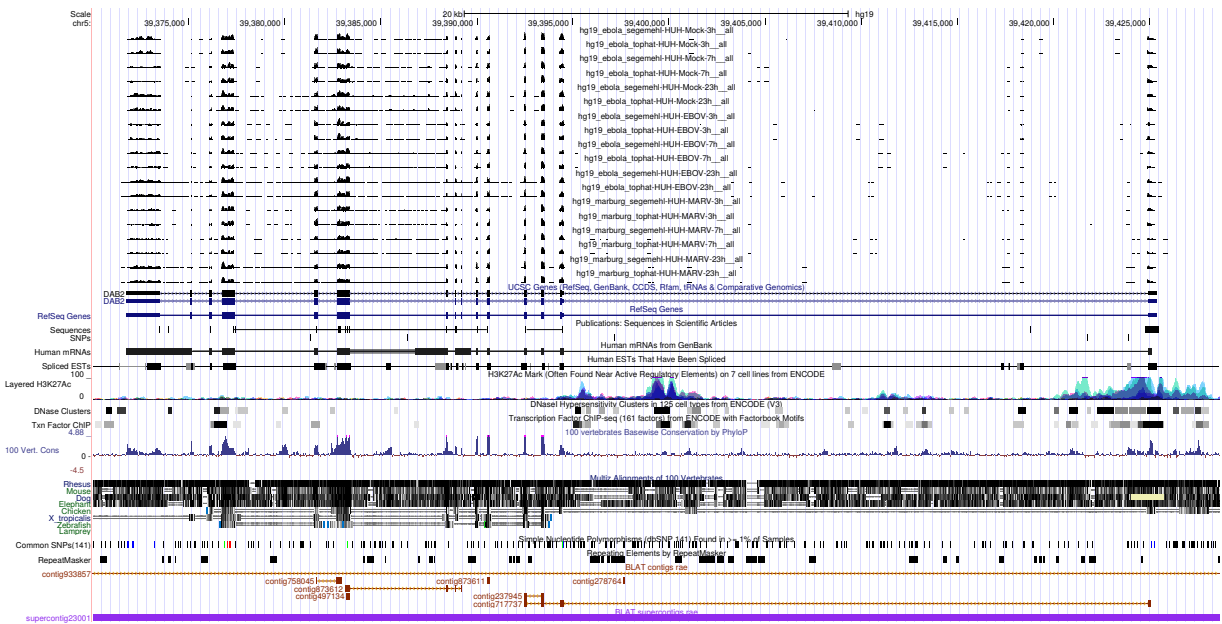 Scale 20 kb hg19
chr5: 39,375,000 39,380,000 39,385,000 39,390,000 39,395,000 39,400,000 39,405,000 39,410,000 39,415,000 39,420,000 39,425,000
hg19_ebola_segemehl-HUH-Mock-3h__all
hg19_ebola_tophat-HUH-Mock-3h__all
hg19_ebola_segemehl-HUH-Mock-7h__all
hg19_ebola_tophat-HUH-Mock-7h__all
hg19_ebola_segemehl-HUH-Mock-23h__all
hg19_ebola_tophat-HUH-Mock-23h__all
hg19_ebola_segemehl-HUH-EBOV-3h__all
hg19_ebola_tophat-HUH-EBOV-3h__all
hg19_ebola_segemehl-HUH-EBOV-7h__all
hg19_ebola_tophat-HUH-EBOV-7h__all
hg19_ebola_segemehl-HUH-EBOV-23h__all
hg19_ebola_tophat-HUH-EBOV-23h__all
hg19_marburg_segemehl-HUH-MARV-3h__all
hg19_marburg_tophat-HUH-MARV-3h__all
hg19_marburg_segemehl-HUH-MARV-7h__all
hg19_marburg_tophat-HUH-MARV-7h__all
hg19_marburg_segemehl-HUH-MARV-23h__all
hg19_marburg_tophat-HUH-MARV-23h__all
UCSC Genes (RefSeq, GenBank, CCDS, Rfam, tRNAs & Comparative Genomics)
DAB2
DAB2
RefSeq Genes
RefSeq Genes
Publications: Sequences in Scientific Articles
Sequences
SNPs
Human mRNAs from GenBank
Human mRNAs
Human ESTs That Have Been Spliced
Spliced ESTs
H3K27Ac Mark (Often Found Near Active Regulatory Elements) on 7 cell lines from ENCODE
100 _
Layered H3K27Ac
0 _
DNaseI Hypersensitivity Clusters in 125 cell types from ENCODE (V3)
DNase Clusters
Transcription Factor ChIP-seq (161 factors) from ENCODE with Factorbook Motifs
Txn Factor ChIP
100 vertebrates Basewise Conservation by PhyloP
4.88 _
100 Vert. Cons
0 -
-4.5 _
Multiz Alignments of 100 Vertebrates
Rhesus
Mouse
Dog
Elephant
Chicken
X_tropicalis
Zebrafish
Lamprey
Simple Nucleotide Polymorphisms (dbSNP 141) Found in >= 1% of Samples
Common SNPs(141)
Repeating Elements by RepeatMasker
RepeatMasker
BLAT contigs rae
contig933857
contig758045 contig873611 contig278764
contig873612
contig497134 contig237945
contig717737
BLAT supercontigs rae
supercontig23001